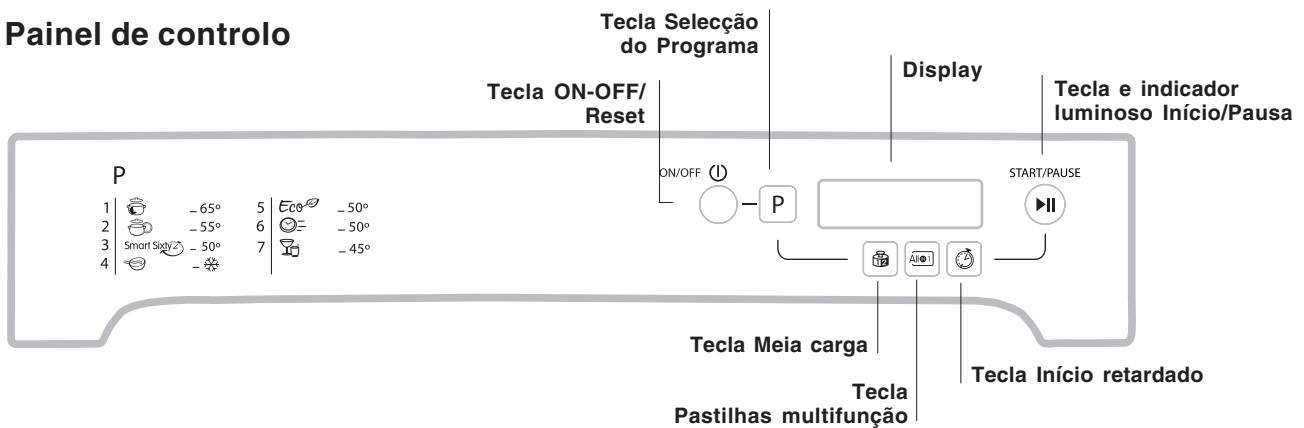 Painel de controlo
Tecla Selecção
do Programa
Tecla ON-OFF/
Reset
Display
Tecla e indicador
luminoso Início/Pausa
P
1 – 65º
2 – 55º
3 Smart Sixty – 50º
4 –
5 Eco – 50º
6 – 50º
7 – 45º
ON/OFF
P
START/PAUSE
All 1
Tecla Meia carga
Tecla
Pastilhas multifunção
Tecla Início retardado